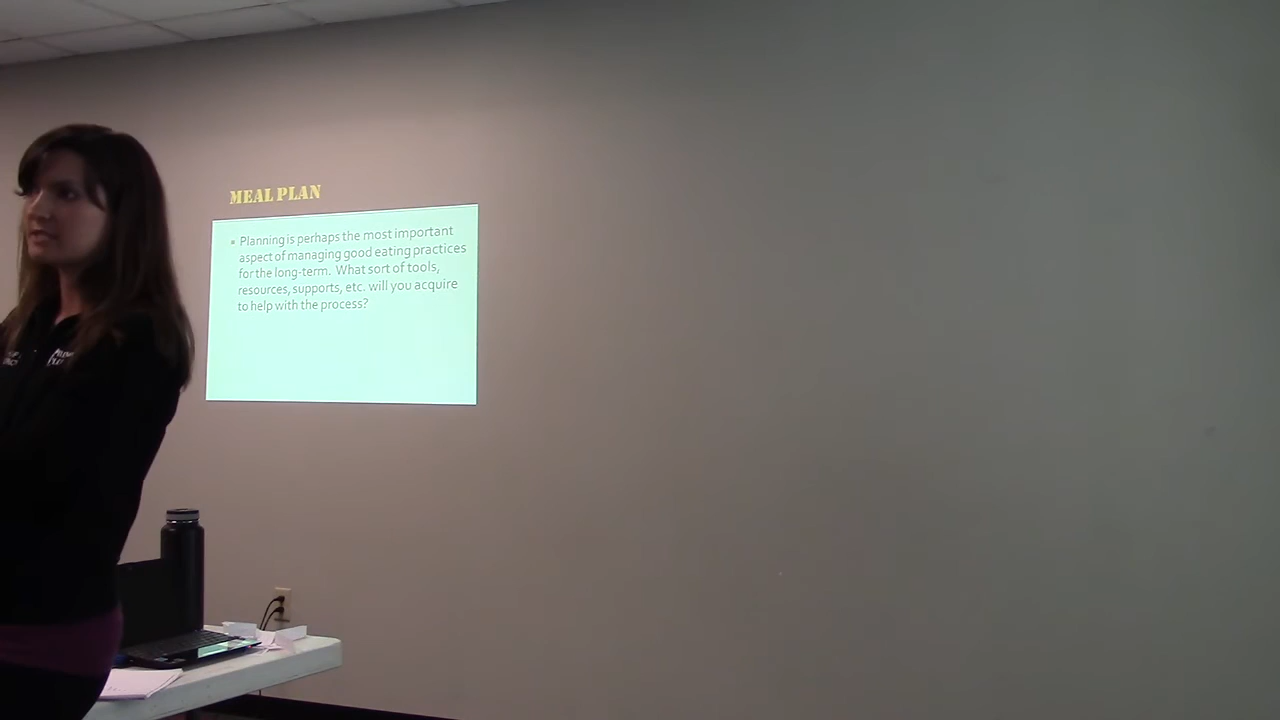 MEAL PLAN
Planning is perhaps the most important
aspect of managing good eating practices
for the long-term. What sort of tools,
resources, supports, etc. will you acquire
to help with the process?